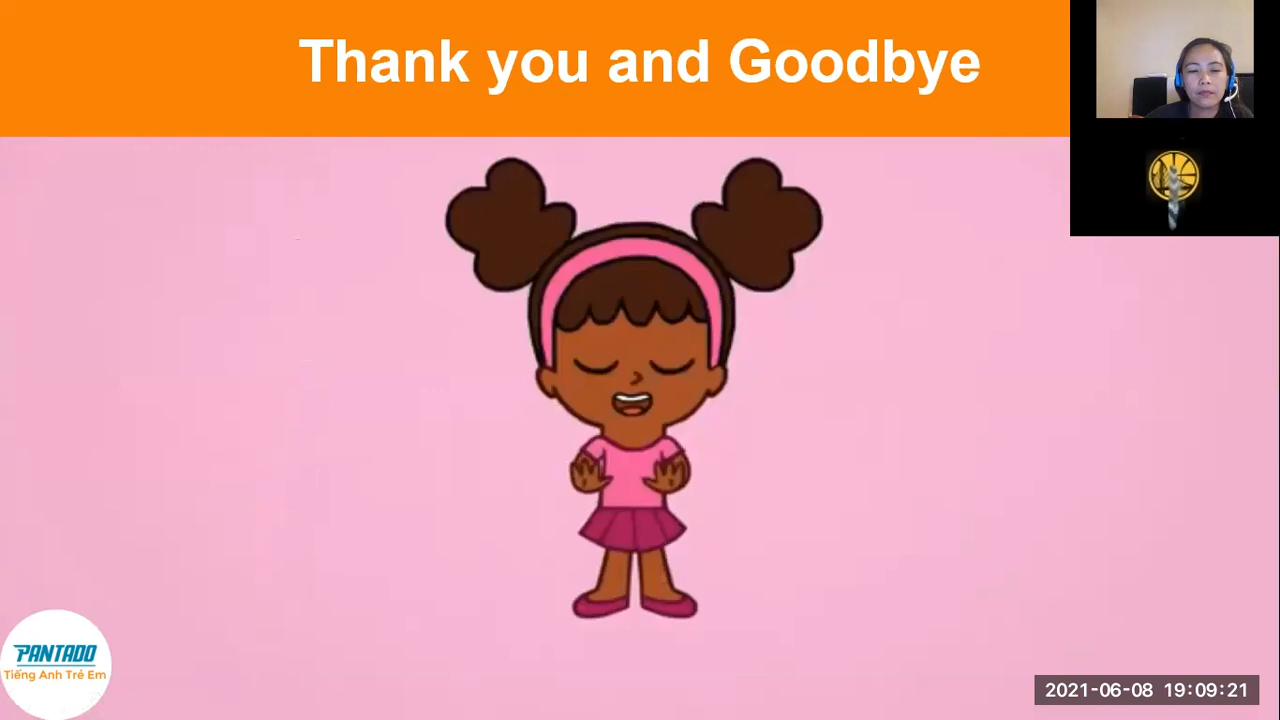 Thank you and Goodbye
PANTADO
Tiếng Anh Trẻ Em
2021-06-08 19:09:21